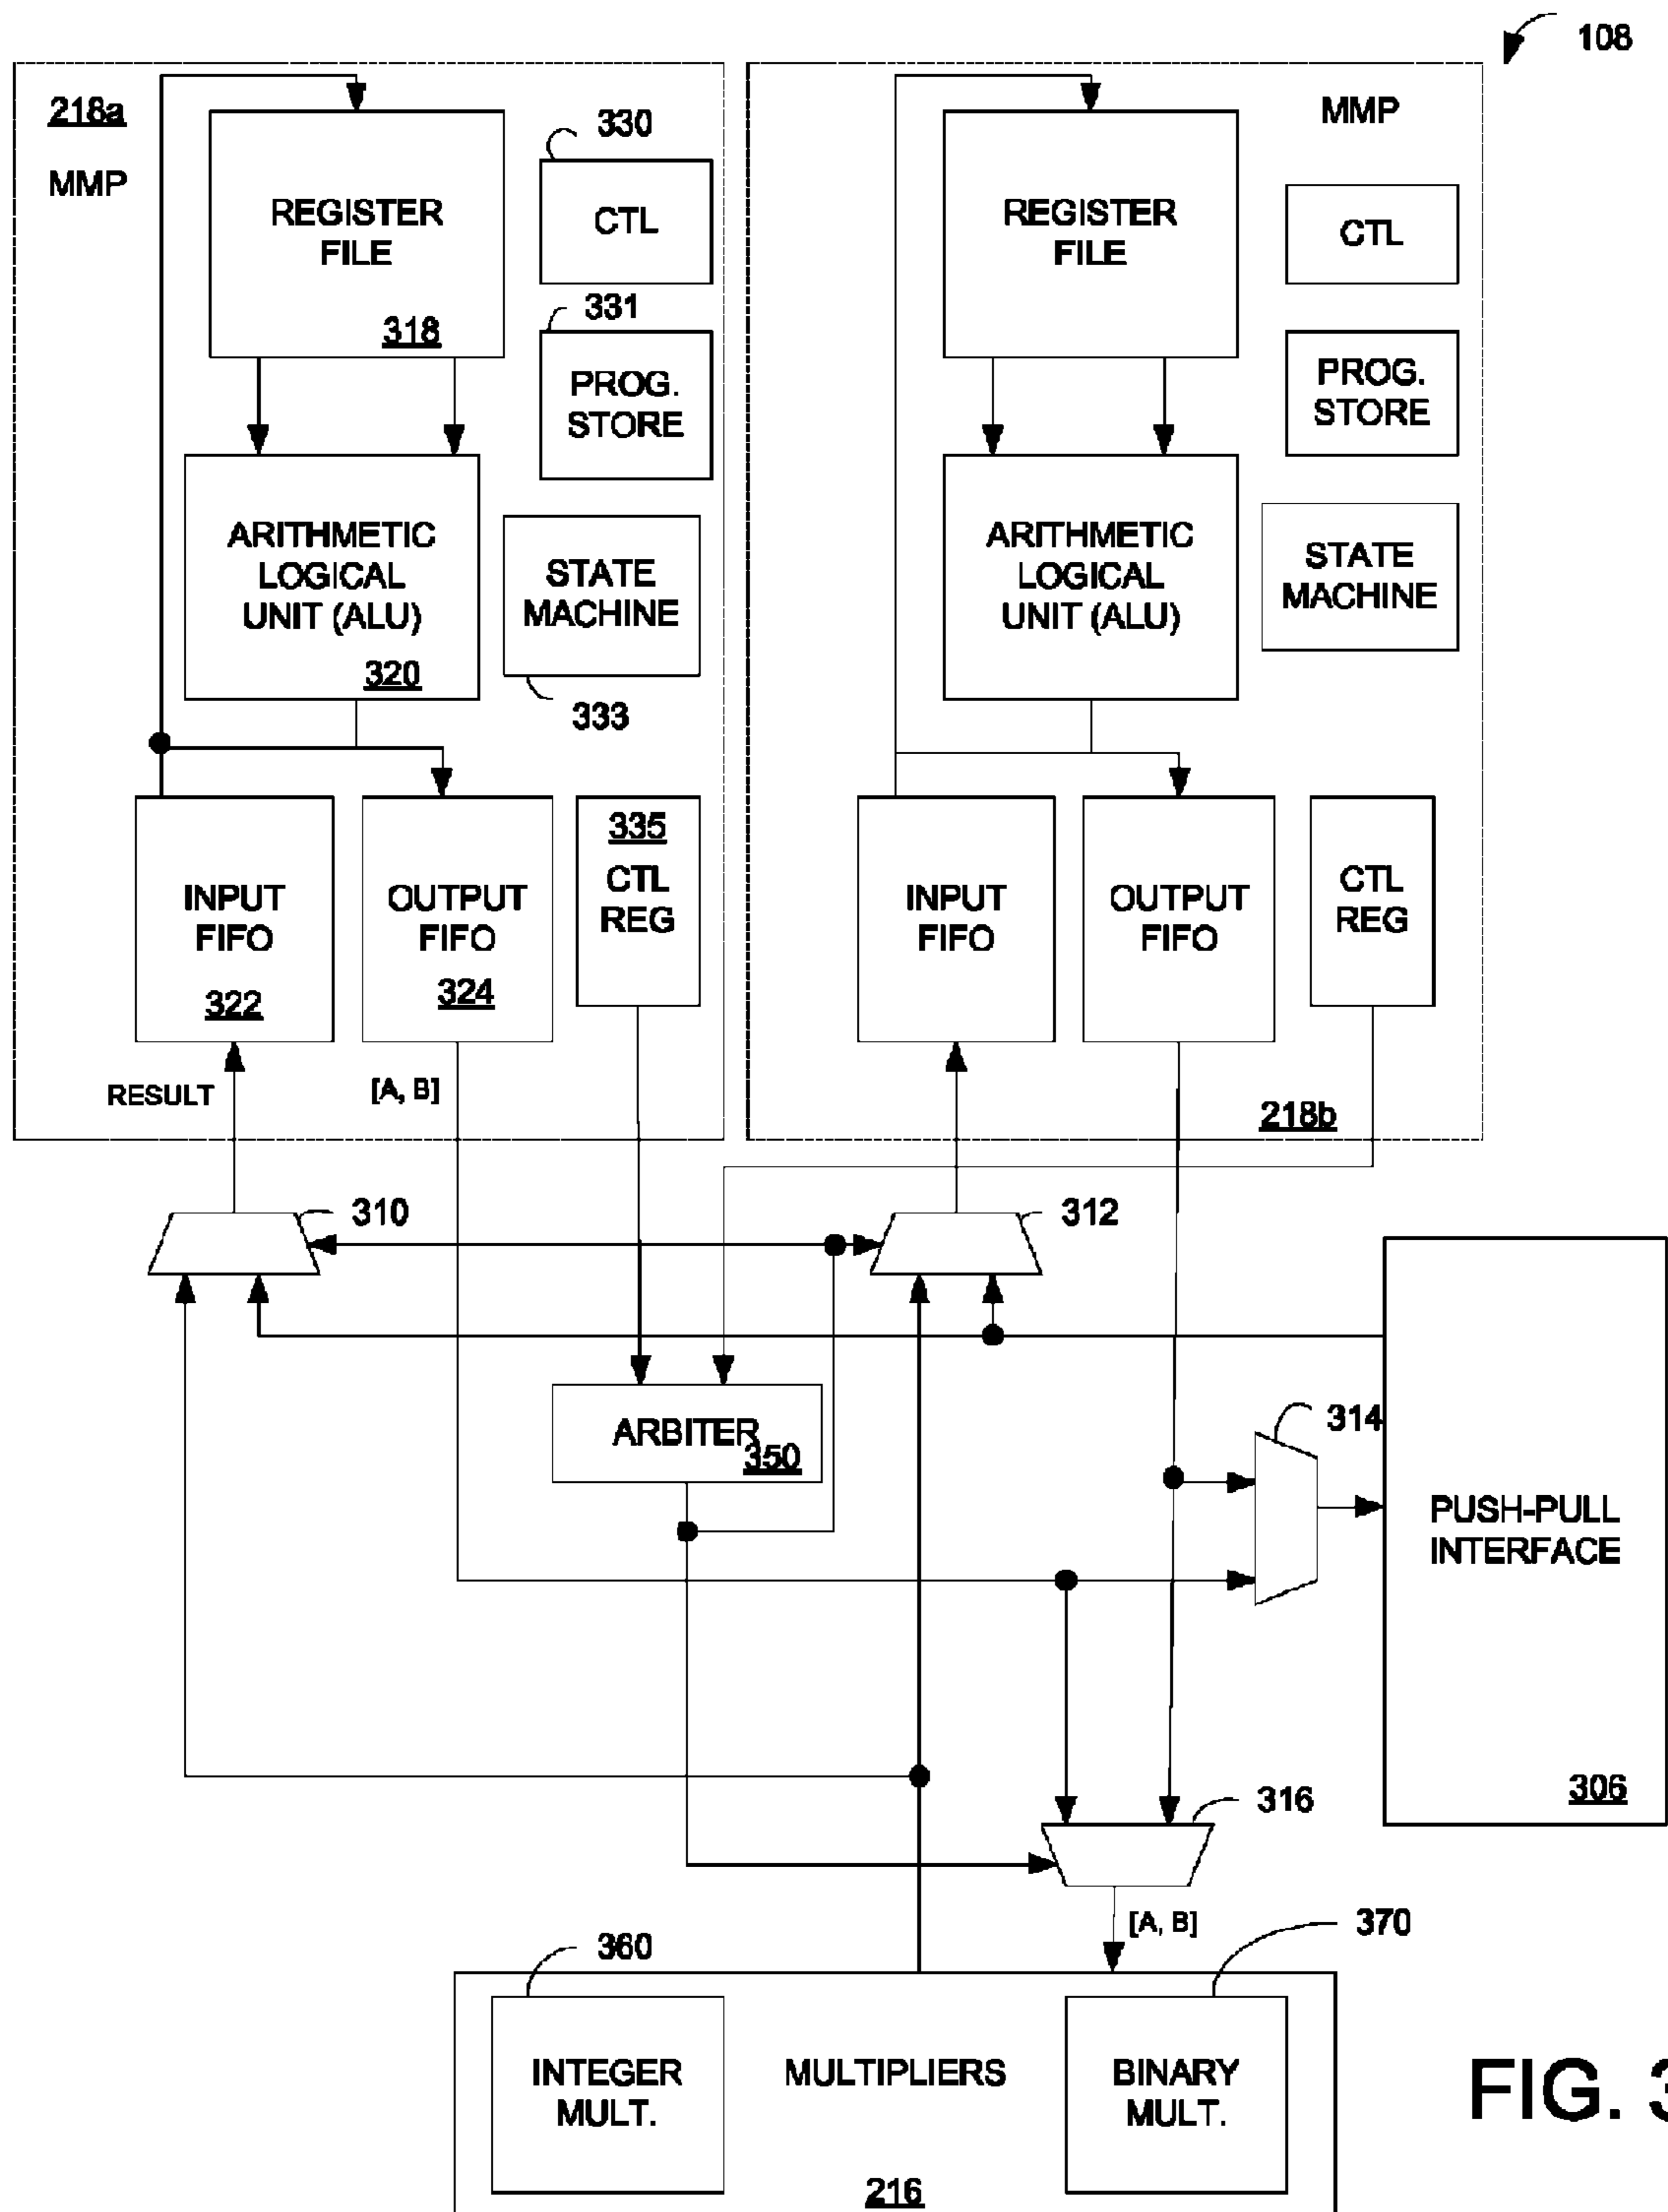 108
218a
MMP
REGISTER
FILE
318
330
CTL
331
PROG.
STORE
ARITHMETIC
LOGICAL
UNIT (ALU)
320
STATE
MACHINE
333
INPUT
FIFO
322
OUTPUT
FIFO
324
335
CTL
REG
RESULT
[A, B]
MMP
REGISTER
FILE
CTL
PROG.
STORE
ARITHMETIC
LOGICAL
UNIT (ALU)
STATE
MACHINE
INPUT
FIFO
OUTPUT
FIFO
CTL
REG
218b
310
312
ARBITER
350
314
PUSH-PULL
INTERFACE
306
316
[A, B]
360
370
INTEGER
MULT.
MULTIPLIERS
BINARY
MULT.
216
FIG. 3